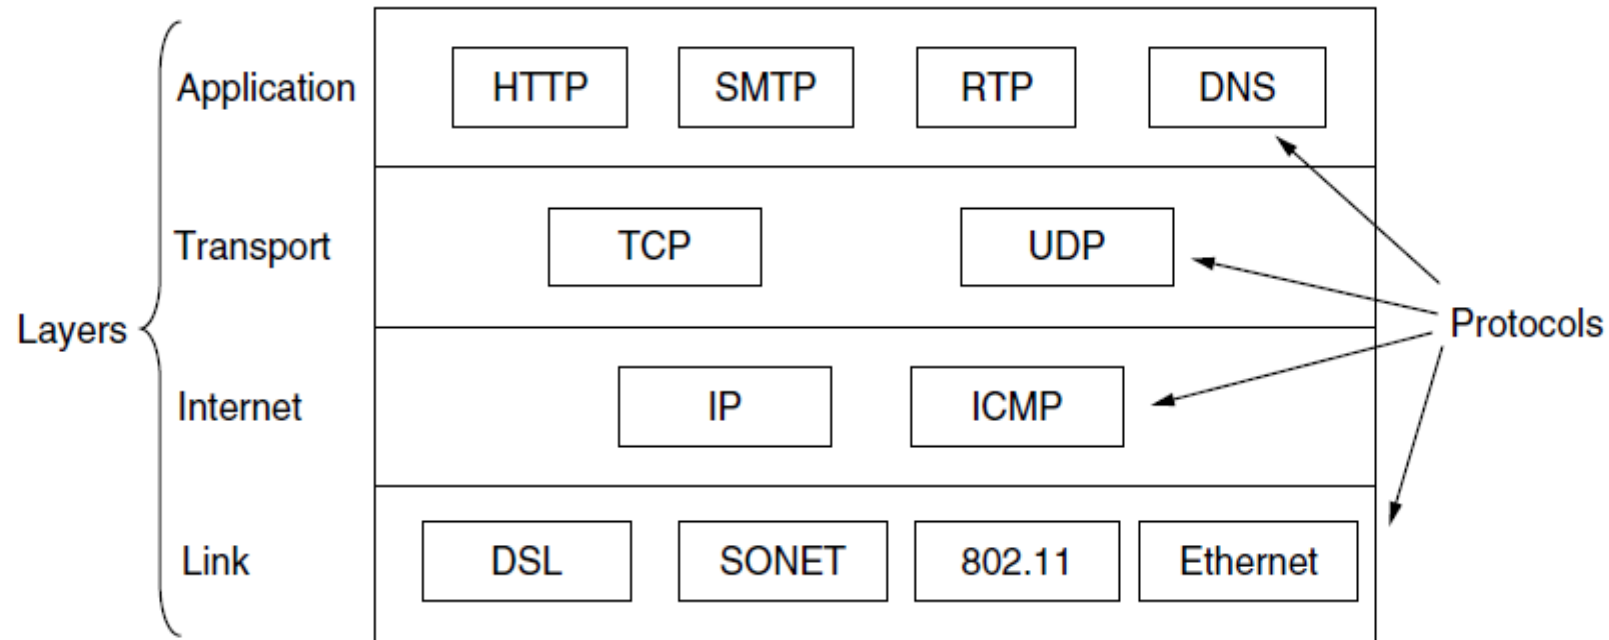 Application
HTTP
SMTP
RTP
DNS
Transport
TCP
UDP
Layers
Protocols
Internet
IP
ICMP
Link
DSL
SONET
802.11
Ethernet